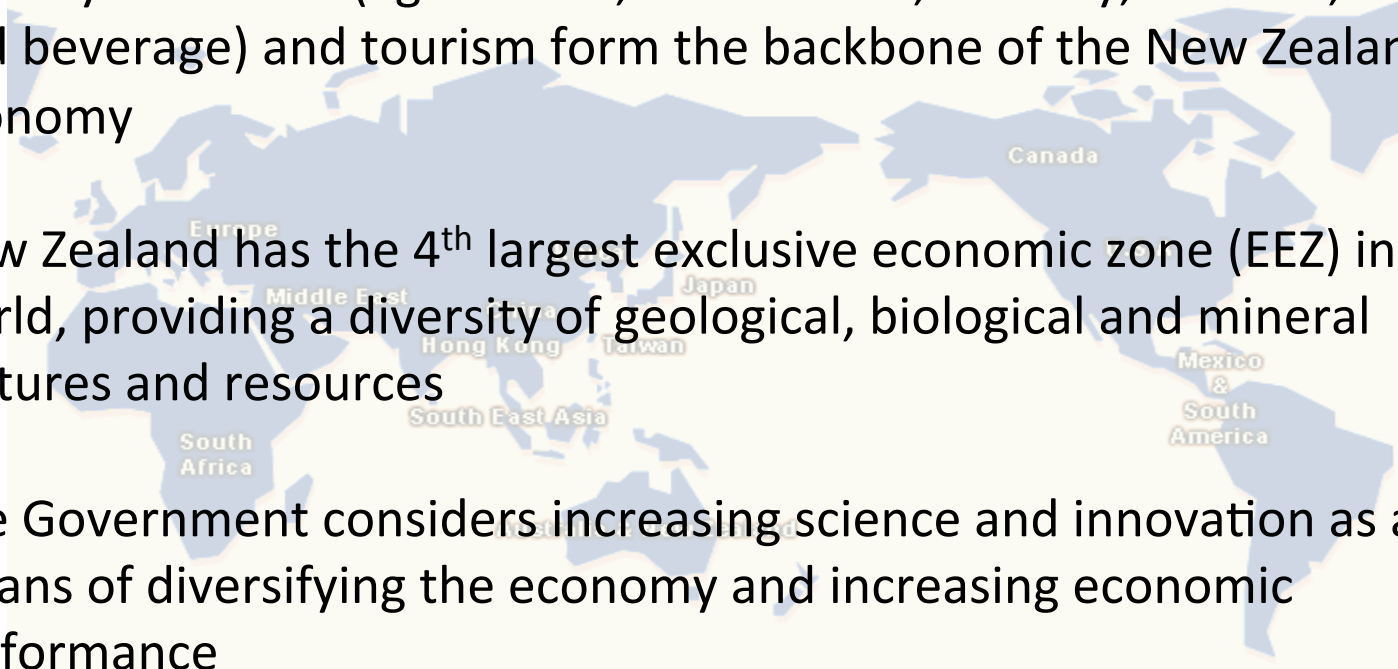 beverage) and tourism form the backbone of the New Zealan
onomy
Canada
Europe
w Zealand has the 4th largest exclusive economic zone (EEZ) in
Japan
Middle East
China
rld, providing a diversity of geological, biological and mineral
Hong Kong Taiwan
Mexico
&
South
America
tures and resources
South East Asia
South
Africa
e Government considers increasing science and innovation as a
ans of diversifying the economy and increasing economic
formance